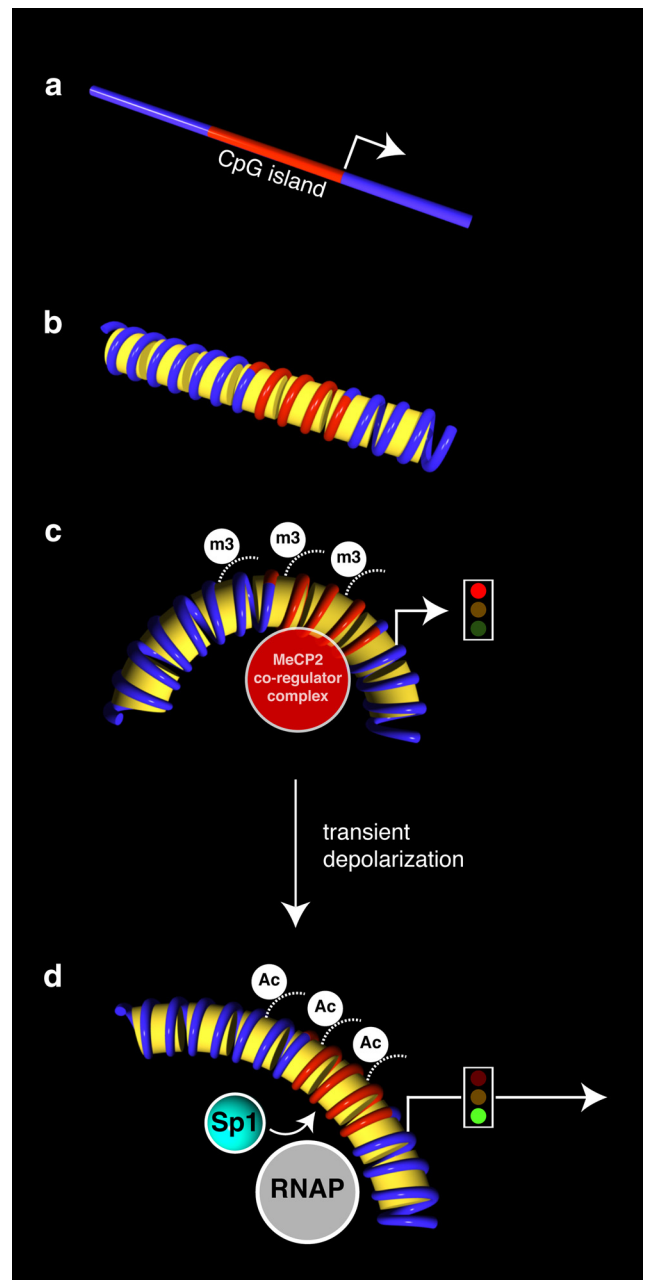 a
CpG island
b
c
m3
m3
m3
MeCP2
co-regulator
complex
transient
depolarization
d
Ac
Ac
Ac
Sp1
RNAP